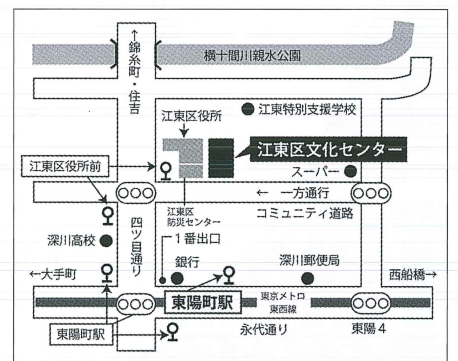 横十間川親水公園
↑錦糸町・住吉
江東区役所
江東特別支援学校
江東区文化センター
江東区役所前
スーパー
← 一方通行
コミュニティ道路
江東区
防災センター
四ツ目通り
深川高校
1番出口
銀行
深川郵便局
←大手町
西船橋→
東陽町駅
東京メトロ
東西線
東陽町駅
永代通り
東陽4